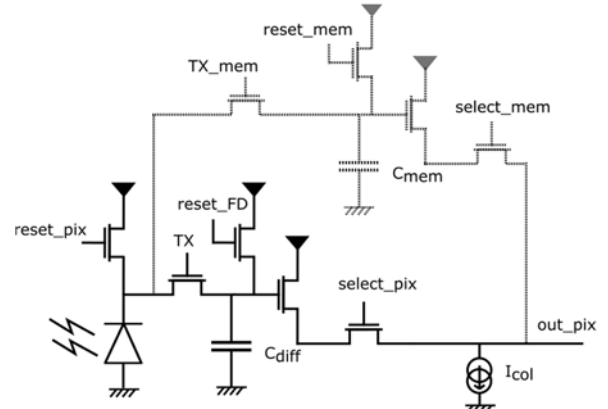 reset_mem
TX_mem
select_mem
Cmem
reset_FD
reset_pix
TX
select_pix
out_pix
Cdiff
Icol